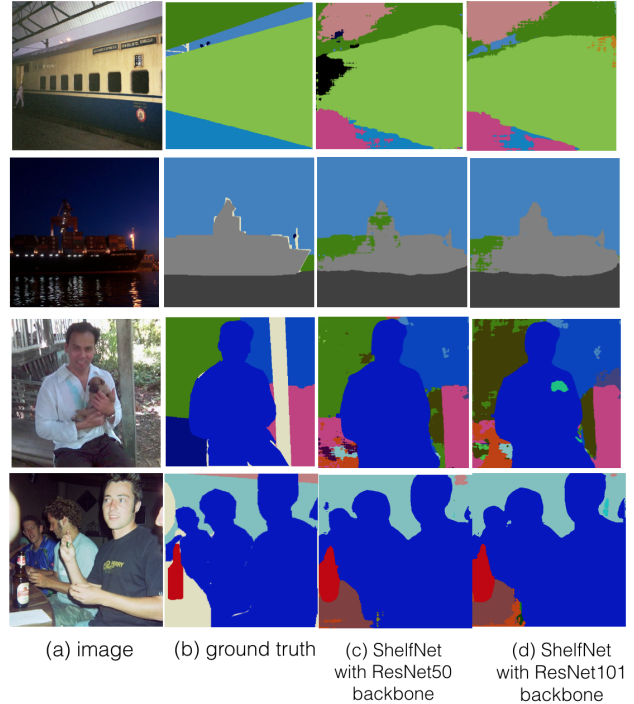 (a) image
(b) ground truth
(c) ShelfNet
with ResNet50
backbone
(d) ShelfNet
with ResNet101
backbone